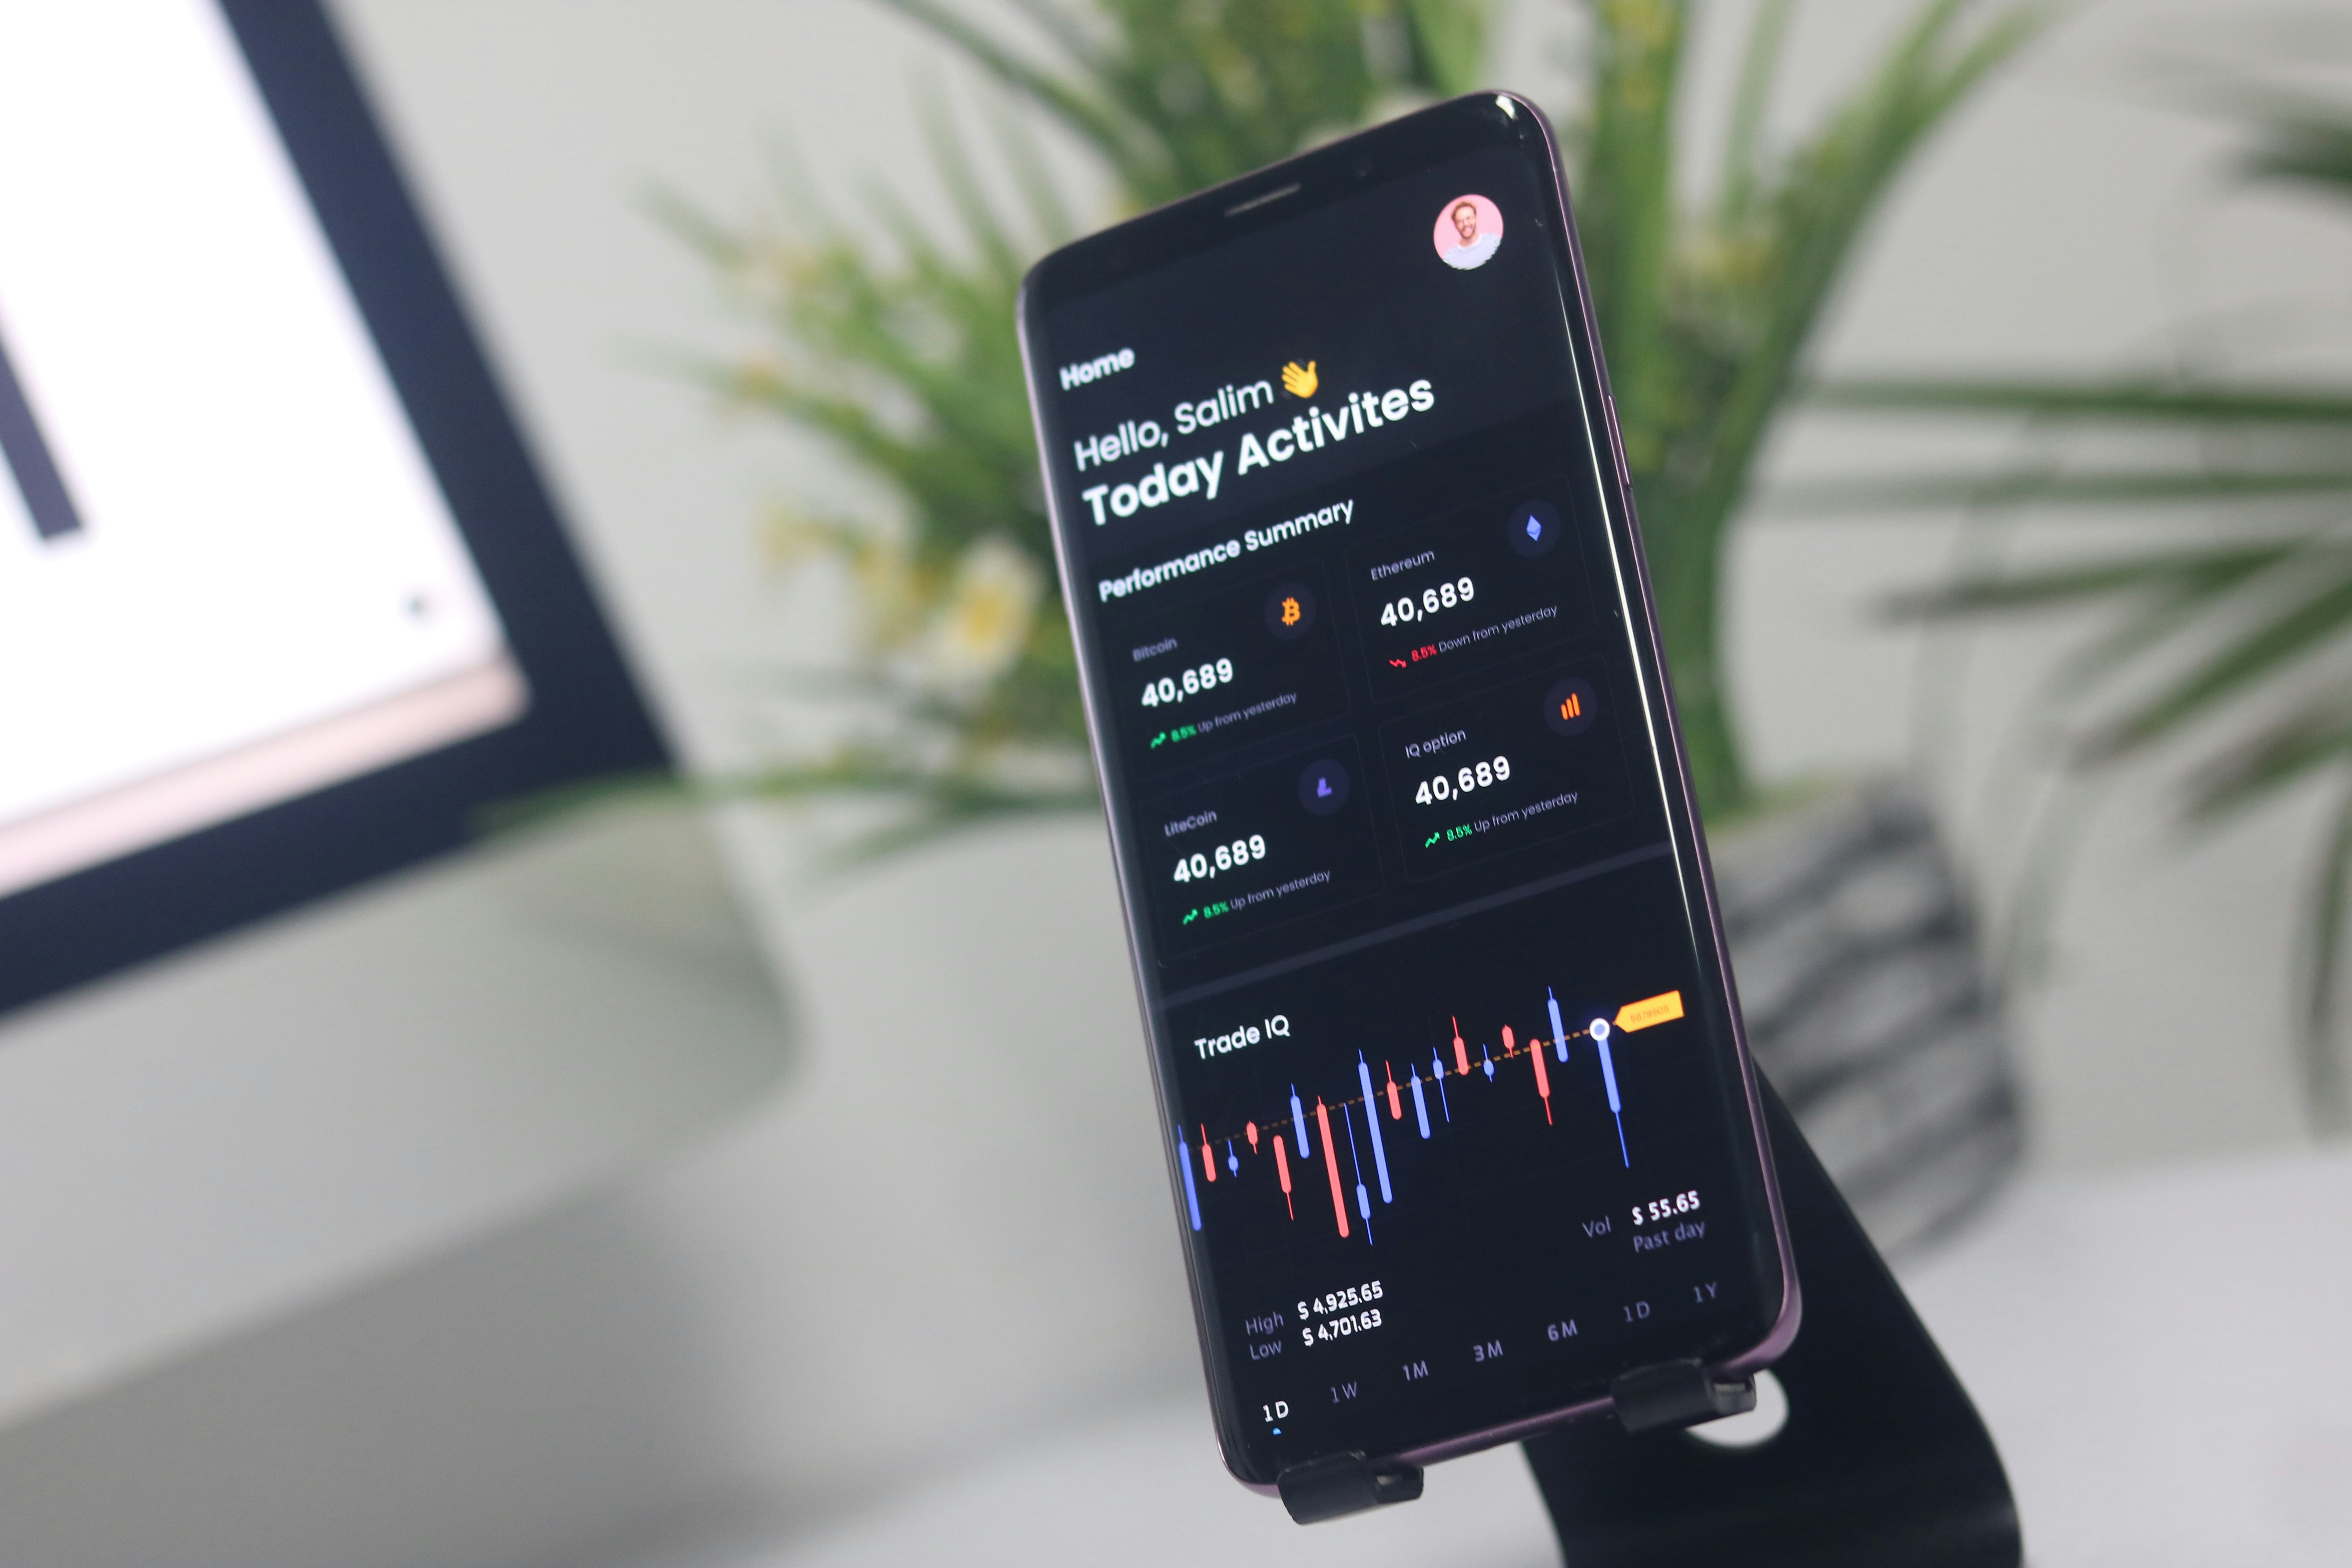 Home
Hello, Salim 👋
Today Activites
Performance Summary
Bitcoin
40,689
8.5% Up from yesterday
Ethereum
40,689
8.5% Down from yesterday
LiteCoin
40,689
8.5% Up from yesterday
IQ option
40,689
8.5% Up from yesterday
Trade IQ
Vol $ 55.65
Past day
High $ 4,925.65
Low $ 4,701.63
1D 1W 1M 3M 6M 1D 1Y